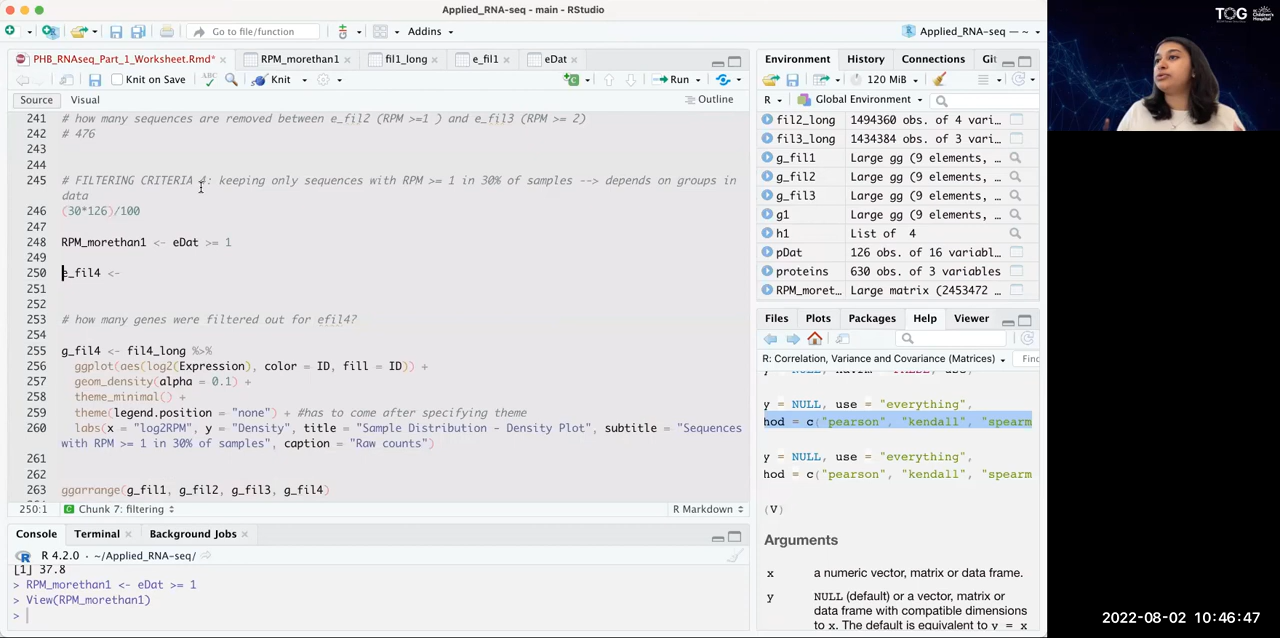 Applied_RNA-seq - main - RStudio
Go to file/function
Addins
Applied_RNA-seq — ~
TOG
PHB_RNAseq_Part_1_Worksheet.Rmd*
RPM_morethan1
fil1_long
e_fil1
eDat
Knit on Save
Knit
Run
Source
Visual
Outline
241 # how many sequences are removed between e_fil2 (RPM >=1 ) and e_fil3 (RPM >= 2)
242 # 476
243
244
245 # FILTERING CRITERIA 4: keeping only sequences with RPM >= 1 in 30% of samples --> depends on groups in
data
246 (30*126)/100
247
248 RPM_morethan1 <- eDat >= 1
249
250 e_fil4 <-
251
252
253 # how many genes were filtered out for efil4?
254
255 g_fil4 <- fil4_long %>%
256 ggplot(aes(log2(Expression), color = ID, fill = ID)) +
257 geom_density(alpha = 0.1) +
258 theme_minimal() +
259 theme(legend.position = "none") + #has to come after specifying theme
260 labs(x = "log2RPM", y = "Density", title = "Sample Distribution - Density Plot", subtitle = "Sequences
with RPM >= 1 in 30% of samples", caption = "Raw counts")
261
262
263 ggarrange(g_fil1, g_fil2, g_fil3, g_fil4)
250:1 Chunk 7: filtering R Markdown
Console Terminal Background Jobs
R 4.2.0 · ~/Applied_RNA-seq/
[1] 37.8
> RPM_morethan1 <- eDat >= 1
> View(RPM_morethan1)
>
Environment History Connections Git
120 MiB
R Global Environment
fil2_long 1494360 obs. of 4 vari…
fil3_long 1434384 obs. of 3 vari…
g_fil1 Large gg (9 elements, …
g_fil2 Large gg (9 elements, …
g_fil3 Large gg (9 elements, …
g1 Large gg (9 elements, …
h1 List of 4
pDat 126 obs. of 16 variabl…
proteins 630 obs. of 3 variables
RPM_moret… Large matrix (2453472 …
Files Plots Packages Help Viewer
R: Correlation, Variance and Covariance (Matrices) Find
y = NULL, use = "everything",
hod = c("pearson", "kendall", "spearm
y = NULL, use = "everything",
hod = c("pearson", "kendall", "spearm
(V)
Arguments
x a numeric vector, matrix or data frame.
y NULL (default) or a vector, matrix or
data frame with compatible dimensions
to x. The default is equivalent to y = x
2022-08-02 10:46:47